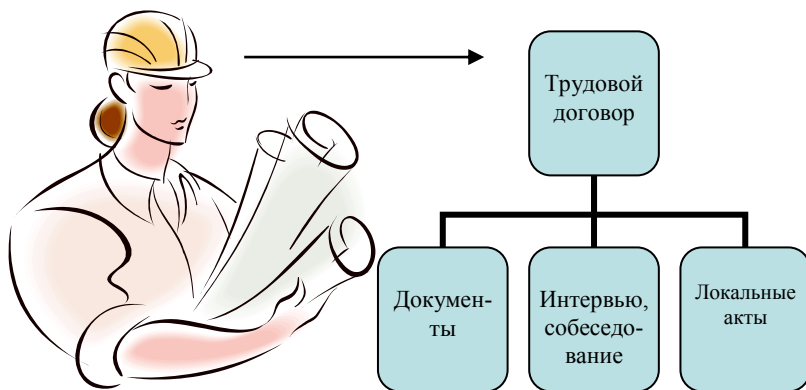 Трудовой
договор
Докумен-
ты
Интервью,
собеседо-
вание
Локальные
акты